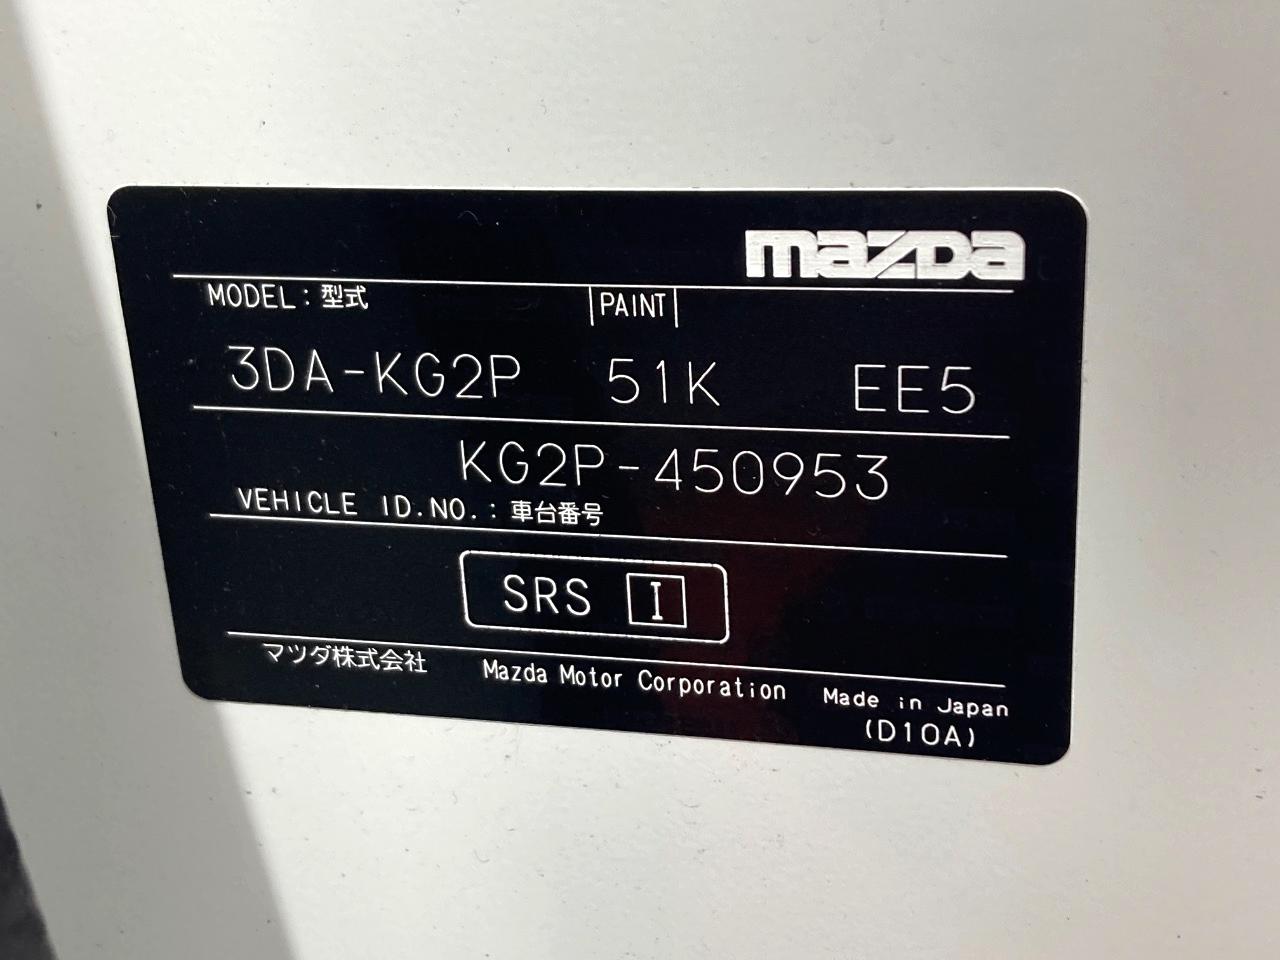 mazda
MODEL : 型式 PAINT
3DA-KG2P 51K EE5
KG2P-450953
VEHICLE ID.NO. : 車台番号
SRS I
マツダ株式会社 Mazda Motor Corporation Made in Japan
(D10A)